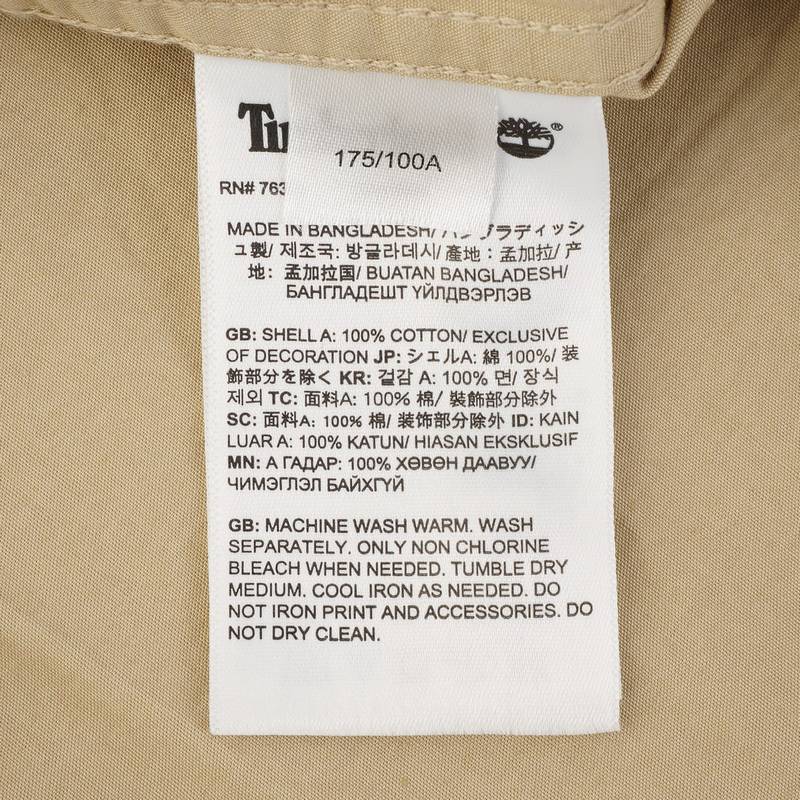 175/100A
®
RN# 763
MADE IN BANGLADESH/ バングラディッシ
ュ製/ 제조국: 방글라데시/ 產地：孟加拉/ 产
地：孟加拉国/ BUATAN BANGLADESH/
БАНГЛАДЕШТ ҮЙЛДВЭРЛЭВ
GB: SHELL A: 100% COTTON/ EXCLUSIVE
OF DECORATION JP: シェルA: 綿 100%/ 装
飾部分を除く KR: 겉감 A: 100% 면/ 장식
제외 TC: 面料A: 100% 棉/ 裝飾部分除外
SC: 面料A: 100% 棉/ 装饰部分除外 ID: KAIN
LUAR A: 100% KATUN/ HIASAN EKSKLUSIF
MN: А ГАДАР: 100% ХӨВӨН ДААВУУ/
ЧИМЭГЛЭЛ БАЙХГҮЙ
GB: MACHINE WASH WARM. WASH
SEPARATELY. ONLY NON CHLORINE
BLEACH WHEN NEEDED. TUMBLE DRY
MEDIUM. COOL IRON AS NEEDED. DO
NOT IRON PRINT AND ACCESSORIES. DO
NOT DRY CLEAN.